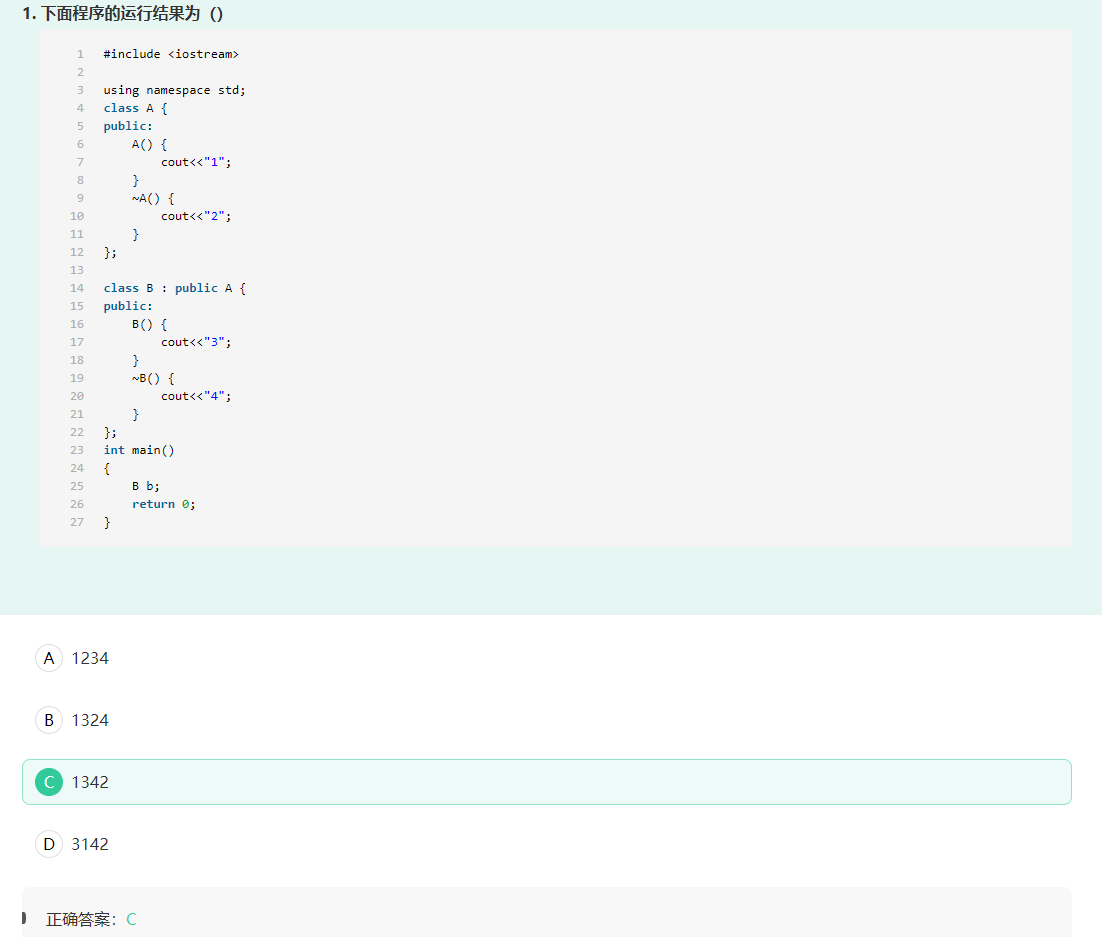 1. 下面程序的运行结果为（）
1 #include <iostream>
2
3 using namespace std;
4 class A {
5 public:
6     A() {
7         cout<<"1";
8     }
9     ~A() {
10         cout<<"2";
11     }
12 };
13
14 class B : public A {
15 public:
16     B() {
17         cout<<"3";
18     }
19     ~B() {
20         cout<<"4";
21     }
22 };
23 int main()
24 {
25     B b;
26     return 0;
27 }
A 1234
B 1324
C 1342
D 3142
正确答案：C